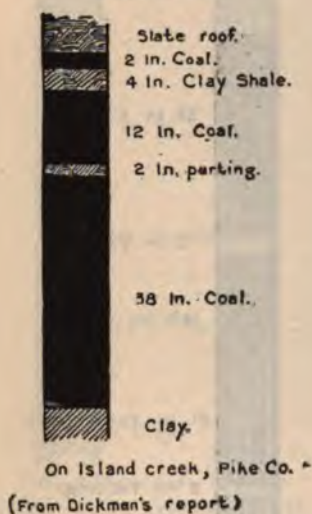 Slate roof.
2 in. Coal.
4 in. Clay Shale.
12 in. Coal.
2 in. parting.
38 in. Coal.
Clay.
On Island creek, Pike Co.
(From Dickman's report)